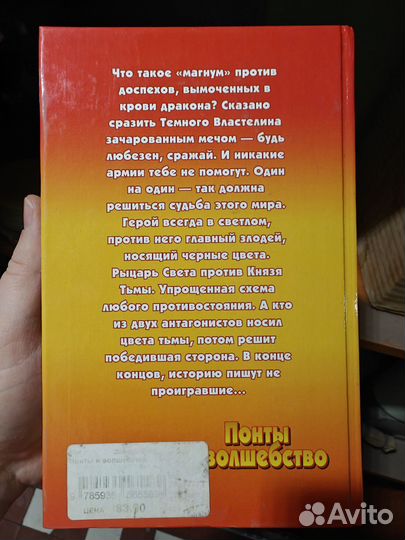 Что такое «магнум» против
доспехов, вымоченных в
крови дракона? Сказано
сразить Темного Властелина
зачарованным мечом — будь
любезен, сражай. И никакие
армии тебе не помогут. Один
на один — так должна
решиться судьба этого мира.
Герой всегда в светлом,
против него главный злодей,
носящий черные цвета.
Рыцарь Света против Князя
Тьмы. Упрощенная схема
любого противостояния. А кто
из двух антагонистов носил
цвета тьмы, потом решит
победившая сторона. В конце
концов, историю пишут не
проигравшие...
Понты
волшебство
Понты и волшебство
ЦЕНА
Avito